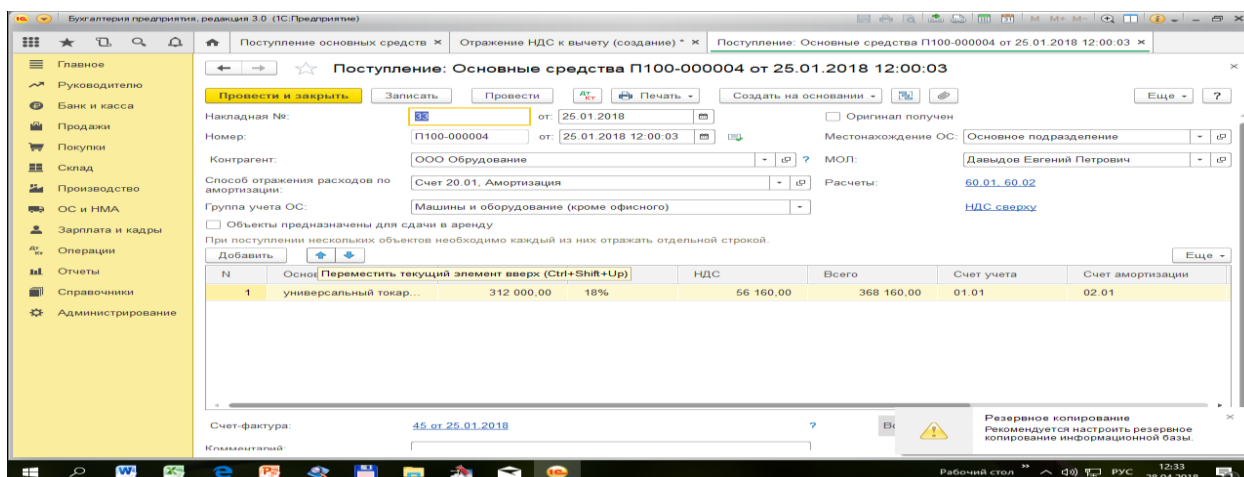 1С Бухгалтерия предприятия, редакция 3.0 (1С:Предприятие) M M+ M-
Поступление основных средств × Отражение НДС к вычету (создание) * × Поступление: Основные средства П100-000004 от 25.01.2018 12:00:03 ×
Главное
Руководителю
Банк и касса
Продажи
Покупки
Склад
Производство
ОС и НМА
Зарплата и кадры
Операции
Отчеты
Справочники
Администрирование
Поступление: Основные средства П100-000004 от 25.01.2018 12:00:03
Провести и закрыть Записать Провести Дт Кт Печать Создать на основании Еще ?
Накладная №: 33 от: 25.01.2018 Оригинал получен
Номер: П100-000004 от: 25.01.2018 12:00:03 Местонахождение ОС: Основное подразделение
Контрагент: ООО Обрудование ? МОЛ: Давыдов Евгений Петрович
Способ отражения расходов по
амортизации: Счет 20.01, Амортизация Расчеты: 60.01, 60.02
Группа учета ОС: Машины и оборудование (кроме офисного) НДС сверху
Объекты предназначены для сдачи в аренду
При поступлении нескольких объектов необходимо каждый из них отражать отдельной строкой.
Добавить Еще
N Осно Переместить текущий элемент вверх (Ctrl+Shift+Up) НДС Всего Счет учета Счет амортизации
1 универсальный токар... 312 000,00 18% 56 160,00 368 160,00 01.01 02.01
Счет-фактура: 45 от 25.01.2018 ?
Комментарий:
Резервное копирование
Рекомендуется настроить резервное
копирование информационной базы.
Рабочий стол РУС 12:33
28.04.2018